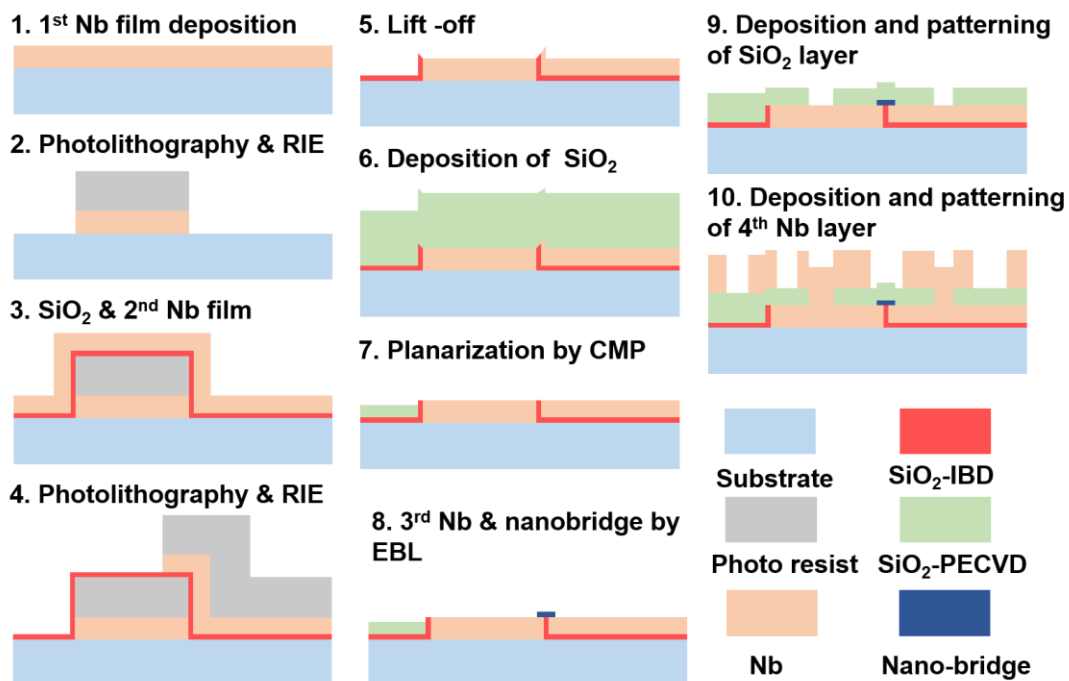 1. 1st Nb film deposition
2. Photolithography & RIE
3. SiO2 & 2nd Nb film
4. Photolithography & RIE
5. Lift -off
6. Deposition of SiO2
7. Planarization by CMP
8. 3rd Nb & nanobridge by
EBL
9. Deposition and patterning
of SiO2 layer
10. Deposition and patterning
of 4th Nb layer
Substrate
SiO2-IBD
Photo resist
SiO2-PECVD
Nb
Nano-bridge